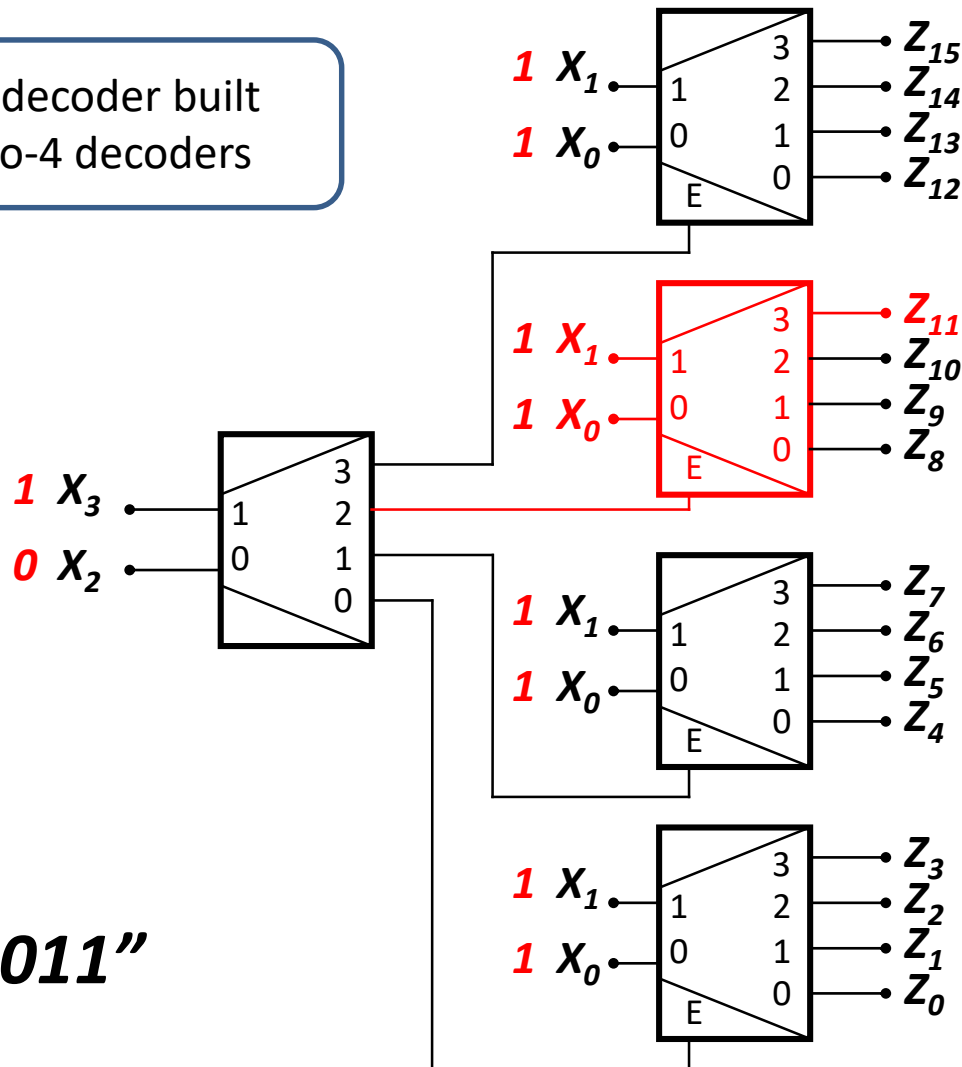 decoder built
o-4 decoders
1 X₁
1 X₀
1
0
E
3
2
1
0
Z₁₅
Z₁₄
Z₁₃
Z₁₂
1 X₁
1 X₀
1
0
E
3
2
1
0
Z₁₁
Z₁₀
Z₉
Z₈
1 X₃
0 X₂
1
0
3
2
1
0
1 X₁
1 X₀
1
0
E
3
2
1
0
Z₇
Z₆
Z₅
Z₄
1 X₁
1 X₀
1
0
E
3
2
1
0
Z₃
Z₂
Z₁
Z₀
011”